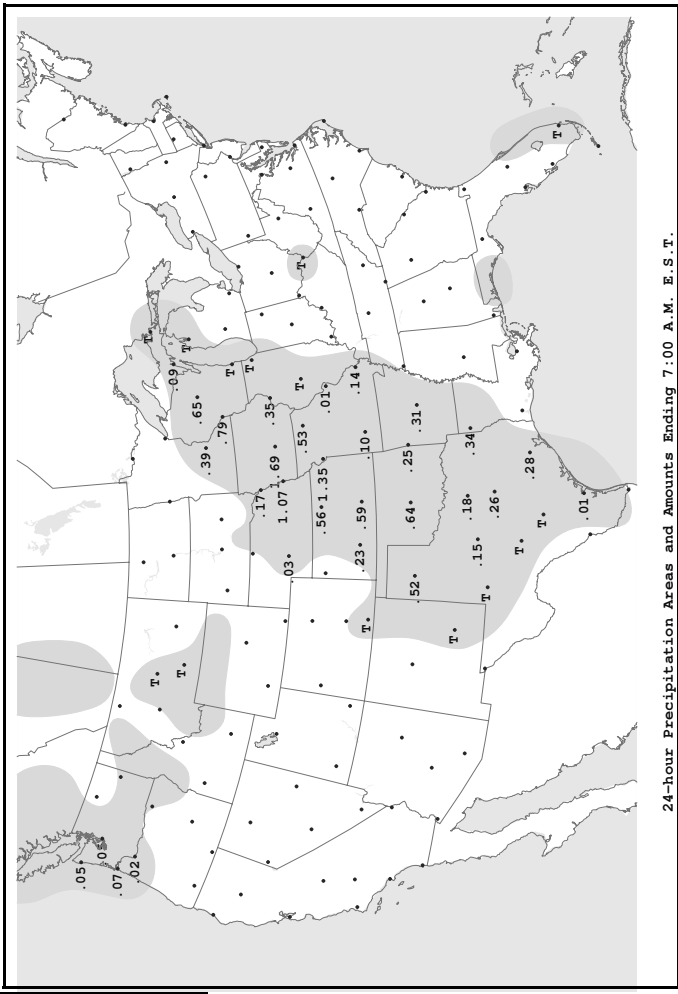 .05
.07
.02
T
T
.09
T
T
.65
.39
.79
T
T
.17
.35
1.69
1.07
.03
T
T
.53
.56
1.35
.01
.14
.23
.59
.10
T
.64
.25
.52
.31
T
.18
.34
.15
T
.26
T
.28
T
T
.01
24-hour Precipitation Areas and Amounts Ending 7:00 A.M. E.S.T.